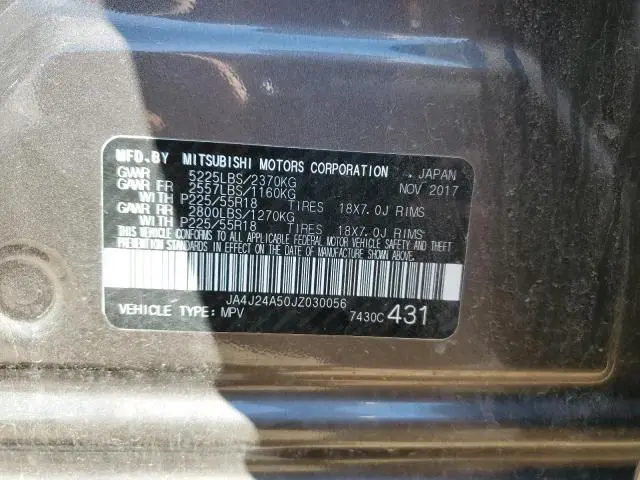 MFD.BY MITSUBISHI MOTORS CORPORATION , JAPAN
GVWR 5225LBS/2370KG NOV 2017
GAWR FR 2557LBS/1160KG
WITH P225/55R18 TIRES 18X7.0J RIMS
GAWR RR 2800LBS/1270KG
WITH P225/55R18 TIRES 18X7.0J RIMS
THIS VEHICLE CONFORMS TO ALL APPLICABLE FEDERAL MOTOR VEHICLE SAFETY AND THEFT
PREVENTION STANDARDS IN EFFECT ON THE DATE OF MANUFACTURE SHOWN ABOVE.
JA4J24A50JZ030056
VEHICLE TYPE: MPV 7430C 431